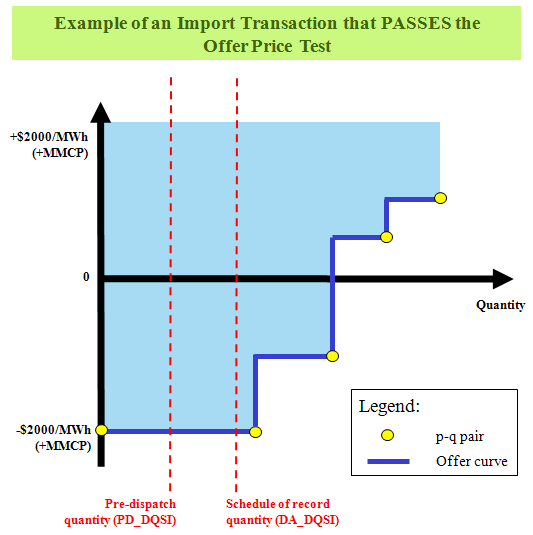 Example of an Import Transaction that PASSES the
Offer Price Test
+$2000/MWh
(+MMCP)
0
Quantity
-$2000/MWh
(+MMCP)
Legend:
p-q pair
Offer curve
Pre-dispatch
quantity (PD_DQSI)
Schedule of record
quantity (DA_DQSI)